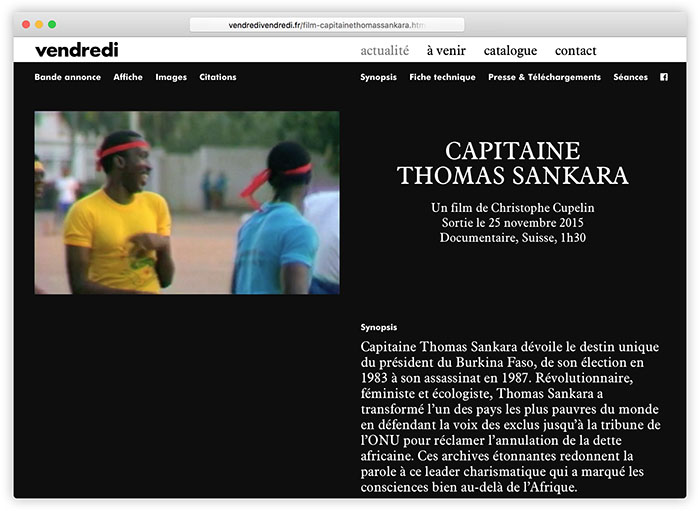 vendredivendredi.fr/film-capitainethomassankara.htm
vendredi
actualité à venir catalogue contact
Bande annonce Affiche Images Citations
Synopsis Fiche technique Presse & Téléchargements Séances
CAPITAINE
THOMAS SANKARA
Un film de Christophe Cupelin
Sortie le 25 novembre 2015
Documentaire, Suisse, 1h30
Synopsis
Capitaine Thomas Sankara dévoile le destin unique
du président du Burkina Faso, de son élection en
1983 à son assassinat en 1987. Révolutionnaire,
féministe et écologiste, Thomas Sankara a
transformé l’un des pays les plus pauvres du monde
en défendant la voix des exclus jusqu’à la tribune de
l’ONU pour réclamer l’annulation de la dette
africaine. Ces archives étonnantes redonnent la
parole à ce leader charismatique qui a marqué les
consciences bien au-delà de l’Afrique.